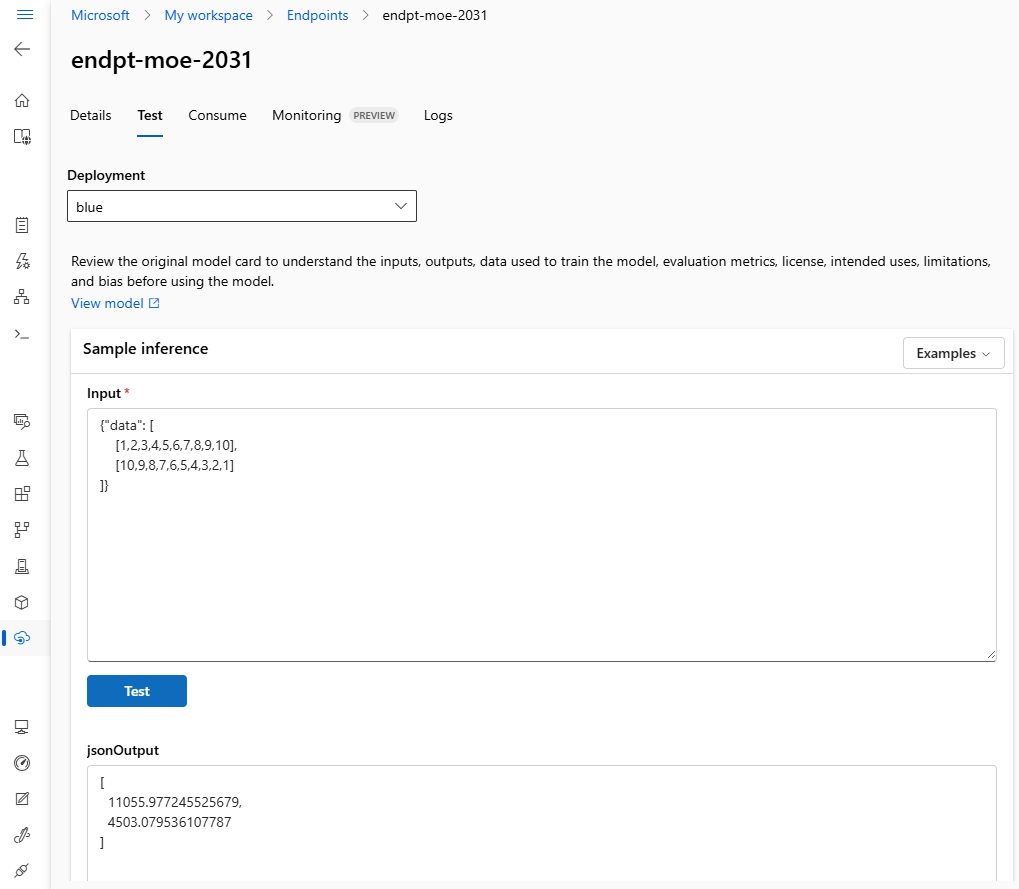 Microsoft > My workspace > Endpoints > endpt-moe-2031
endpt-moe-2031
Details Test Consume Monitoring PREVIEW Logs
Deployment
blue
Review the original model card to understand the inputs, outputs, data used to train the model, evaluation metrics, license, intended uses, limitations,
and bias before using the model.
View model
Sample inference
Examples
Input *
{"data": [
[1,2,3,4,5,6,7,8,9,10],
[10,9,8,7,6,5,4,3,2,1]
]}
Test
jsonOutput
[
11055.977245525679,
4503.079536107787
]